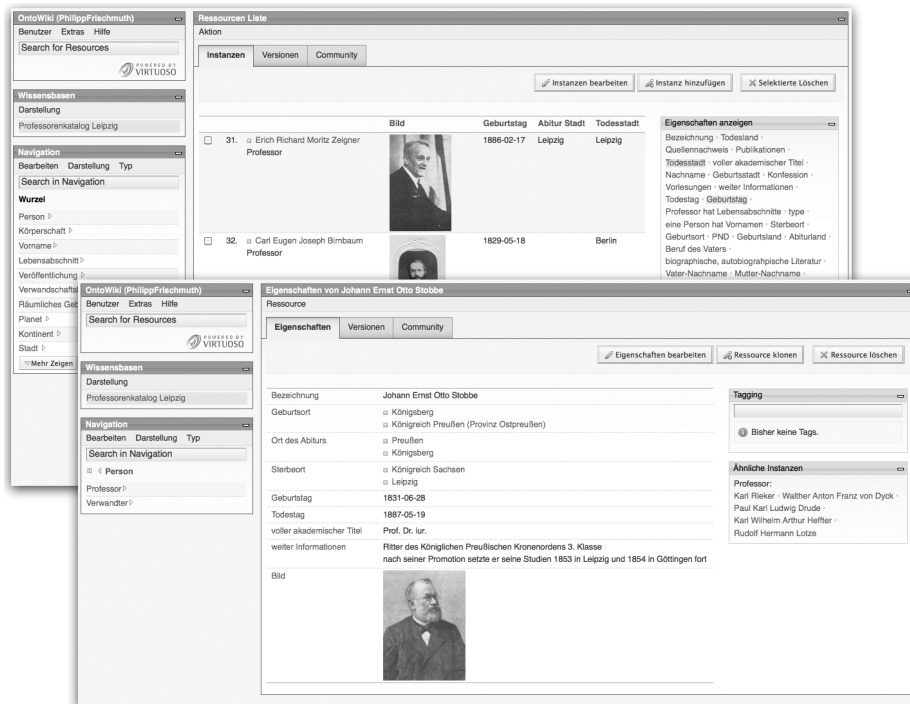 OntoWiki (PhilippFrischmuth)
Benutzer Extras Hilfe
Search for Resources
POWERED BY
VIRTUOSO
Wissensbasen
Darstellung
Professorenkatalog Leipzig
Navigation
Bearbeiten Darstellung Typ
Search in Navigation
Wurzel
Person
Körperschaft
Vorname
Lebensabschnitt
Veröffentlichung
Verwandschafts
Räumliches Geb
Planet
Kontinent
Stadt
Mehr Zeigen
Ressourcen Liste
Aktion
Instanzen Versionen Community
Instanzen bearbeiten Instanz hinzufügen Selektierte Löschen
Bild Geburtstag Abitur Stadt Todesstadt
31. Erich Richard Moritz Zeigner 1886-02-17 Leipzig Leipzig
Professor
32. Carl Eugen Joseph Birnbaum 1829-05-18 Berlin
Professor
Eigenschaften anzeigen
Bezeichnung · Todesland ·
Quellennachweis · Publikationen ·
Todesstadt · voller akademischer Titel ·
Nachname · Geburtsstadt · Konfession ·
Vorlesungen · weiter Informationen ·
Todestag · Geburtstag ·
Professor hat Lebensabschnitte · type ·
eine Person hat Vornamen · Sterbeort ·
Geburtsort · PND · Geburtsland · Abiturland ·
Beruf des Vaters ·
biographische, autobiograhpische Literatur ·
Vater-Nachname · Mutter-Nachname ·
OntoWiki (PhilippFrischmuth)
Benutzer Extras Hilfe
Search for Resources
POWERED BY
VIRTUOSO
Wissensbasen
Darstellung
Professorenkatalog Leipzig
Navigation
Bearbeiten Darstellung Typ
Search in Navigation
Person
Professor
Verwandter
Eigenschaften von Johann Ernst Otto Stobbe
Ressource
Eigenschaften Versionen Community
Eigenschaften bearbeiten Ressource klonen Ressource löschen
Bezeichnung Johann Ernst Otto Stobbe
Geburtsort Königsberg
Königreich Preußen (Provinz Ostpreußen)
Ort des Abiturs Preußen
Königsberg
Sterbeort Königreich Sachsen
Leipzig
Geburtstag 1831-06-28
Todestag 1887-05-19
voller akademischer Titel Prof. Dr. iur.
weiter Informationen Ritter des Königlichen Preußischen Kronenordens 3. Klasse
nach seiner Promotion setzte er seine Studien 1853 in Leipzig und 1854 in Göttingen fort
Bild
Tagging
Bisher keine Tags.
Ähnliche Instanzen
Professor:
Karl Rieker · Walther Anton Franz von Dyck ·
Paul Karl Ludwig Drude ·
Karl Wilhelm Arthur Heffter ·
Rudolf Hermann Lotze